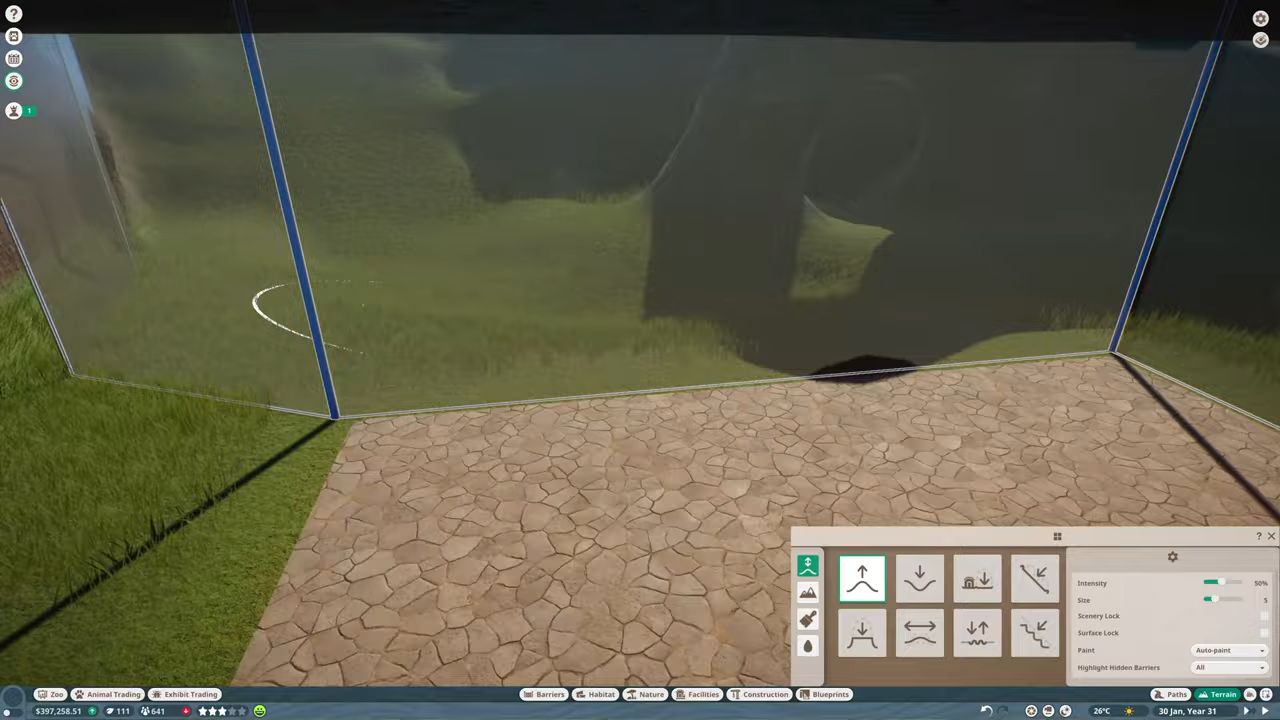 ?
1
? ×
Intensity 50%
Size 5
Scenery Lock
Surface Lock
Paint Auto-paint
Highlight Hidden Barriers All
Zoo Animal Trading Exhibit Trading Barriers Habitat Nature Facilities Construction Blueprints Paths Terrain
$397,258.51 111 641 26°C 30 Jan, Year 31